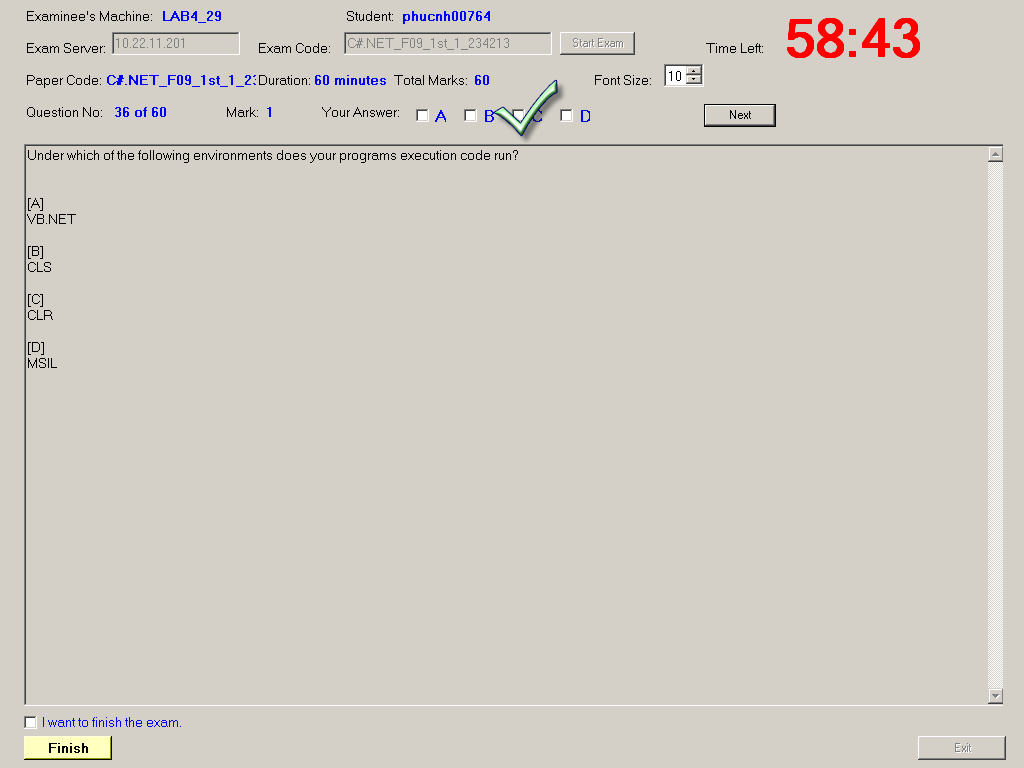 Examinee's Machine: LAB4_29 Student: phucnh00764
Exam Server: 10.22.11.201 Exam Code: C#.NET_F09_1st_1_234213 Start Exam Time Left: 58:43
Paper Code: C#.NET_F09_1st_1_23 Duration: 60 minutes Total Marks: 60 Font Size: 10
Question No: 36 of 60 Mark: 1 Your Answer: A B C D Next
Under which of the following environments does your programs execution code run?
[A]
VB.NET
[B]
CLS
[C]
CLR
[D]
MSIL
I want to finish the exam.
Finish Exit